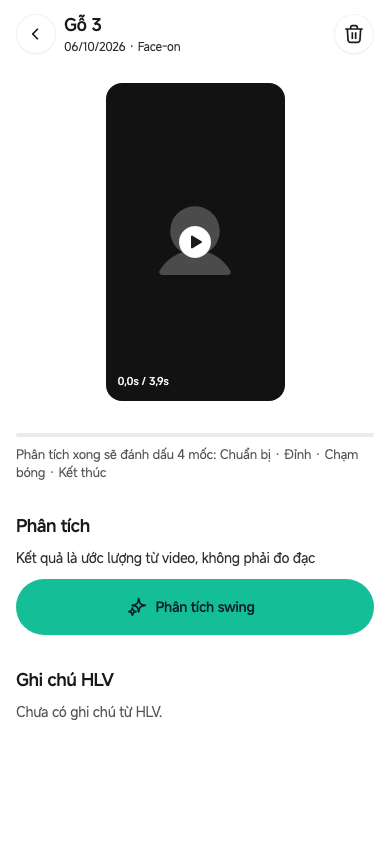 Gỗ 3
06/10/2026 · Face-on
0,0s / 3,9s
Phân tích xong sẽ đánh dấu 4 mốc: Chuẩn bị · Đỉnh · Chạm
bóng · Kết thúc
Phân tích
Kết quả là ước lượng từ video, không phải đo đạc
Phân tích swing
Ghi chú HLV
Chưa có ghi chú từ HLV.